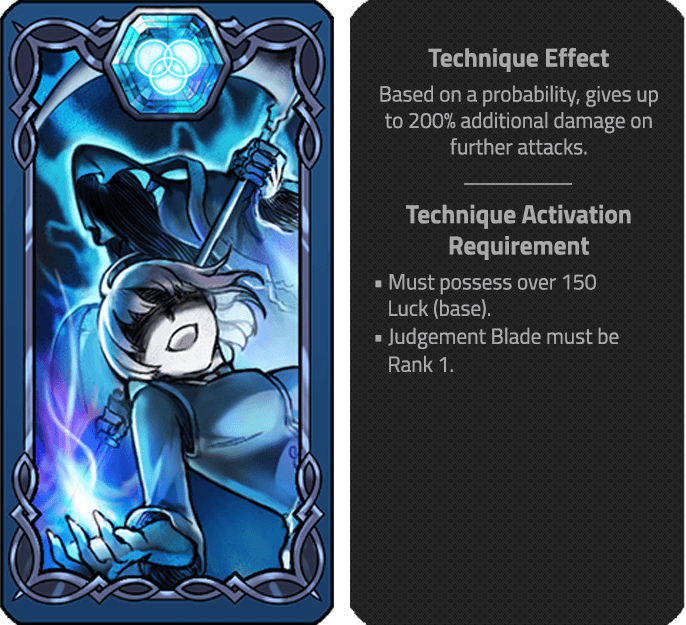 Technique Effect
Based on a probability, gives up
to 200% additional damage on
further attacks.
Technique Activation
Requirement
▪ Must possess over 150
Luck (base).
▪ Judgement Blade must be
Rank 1.